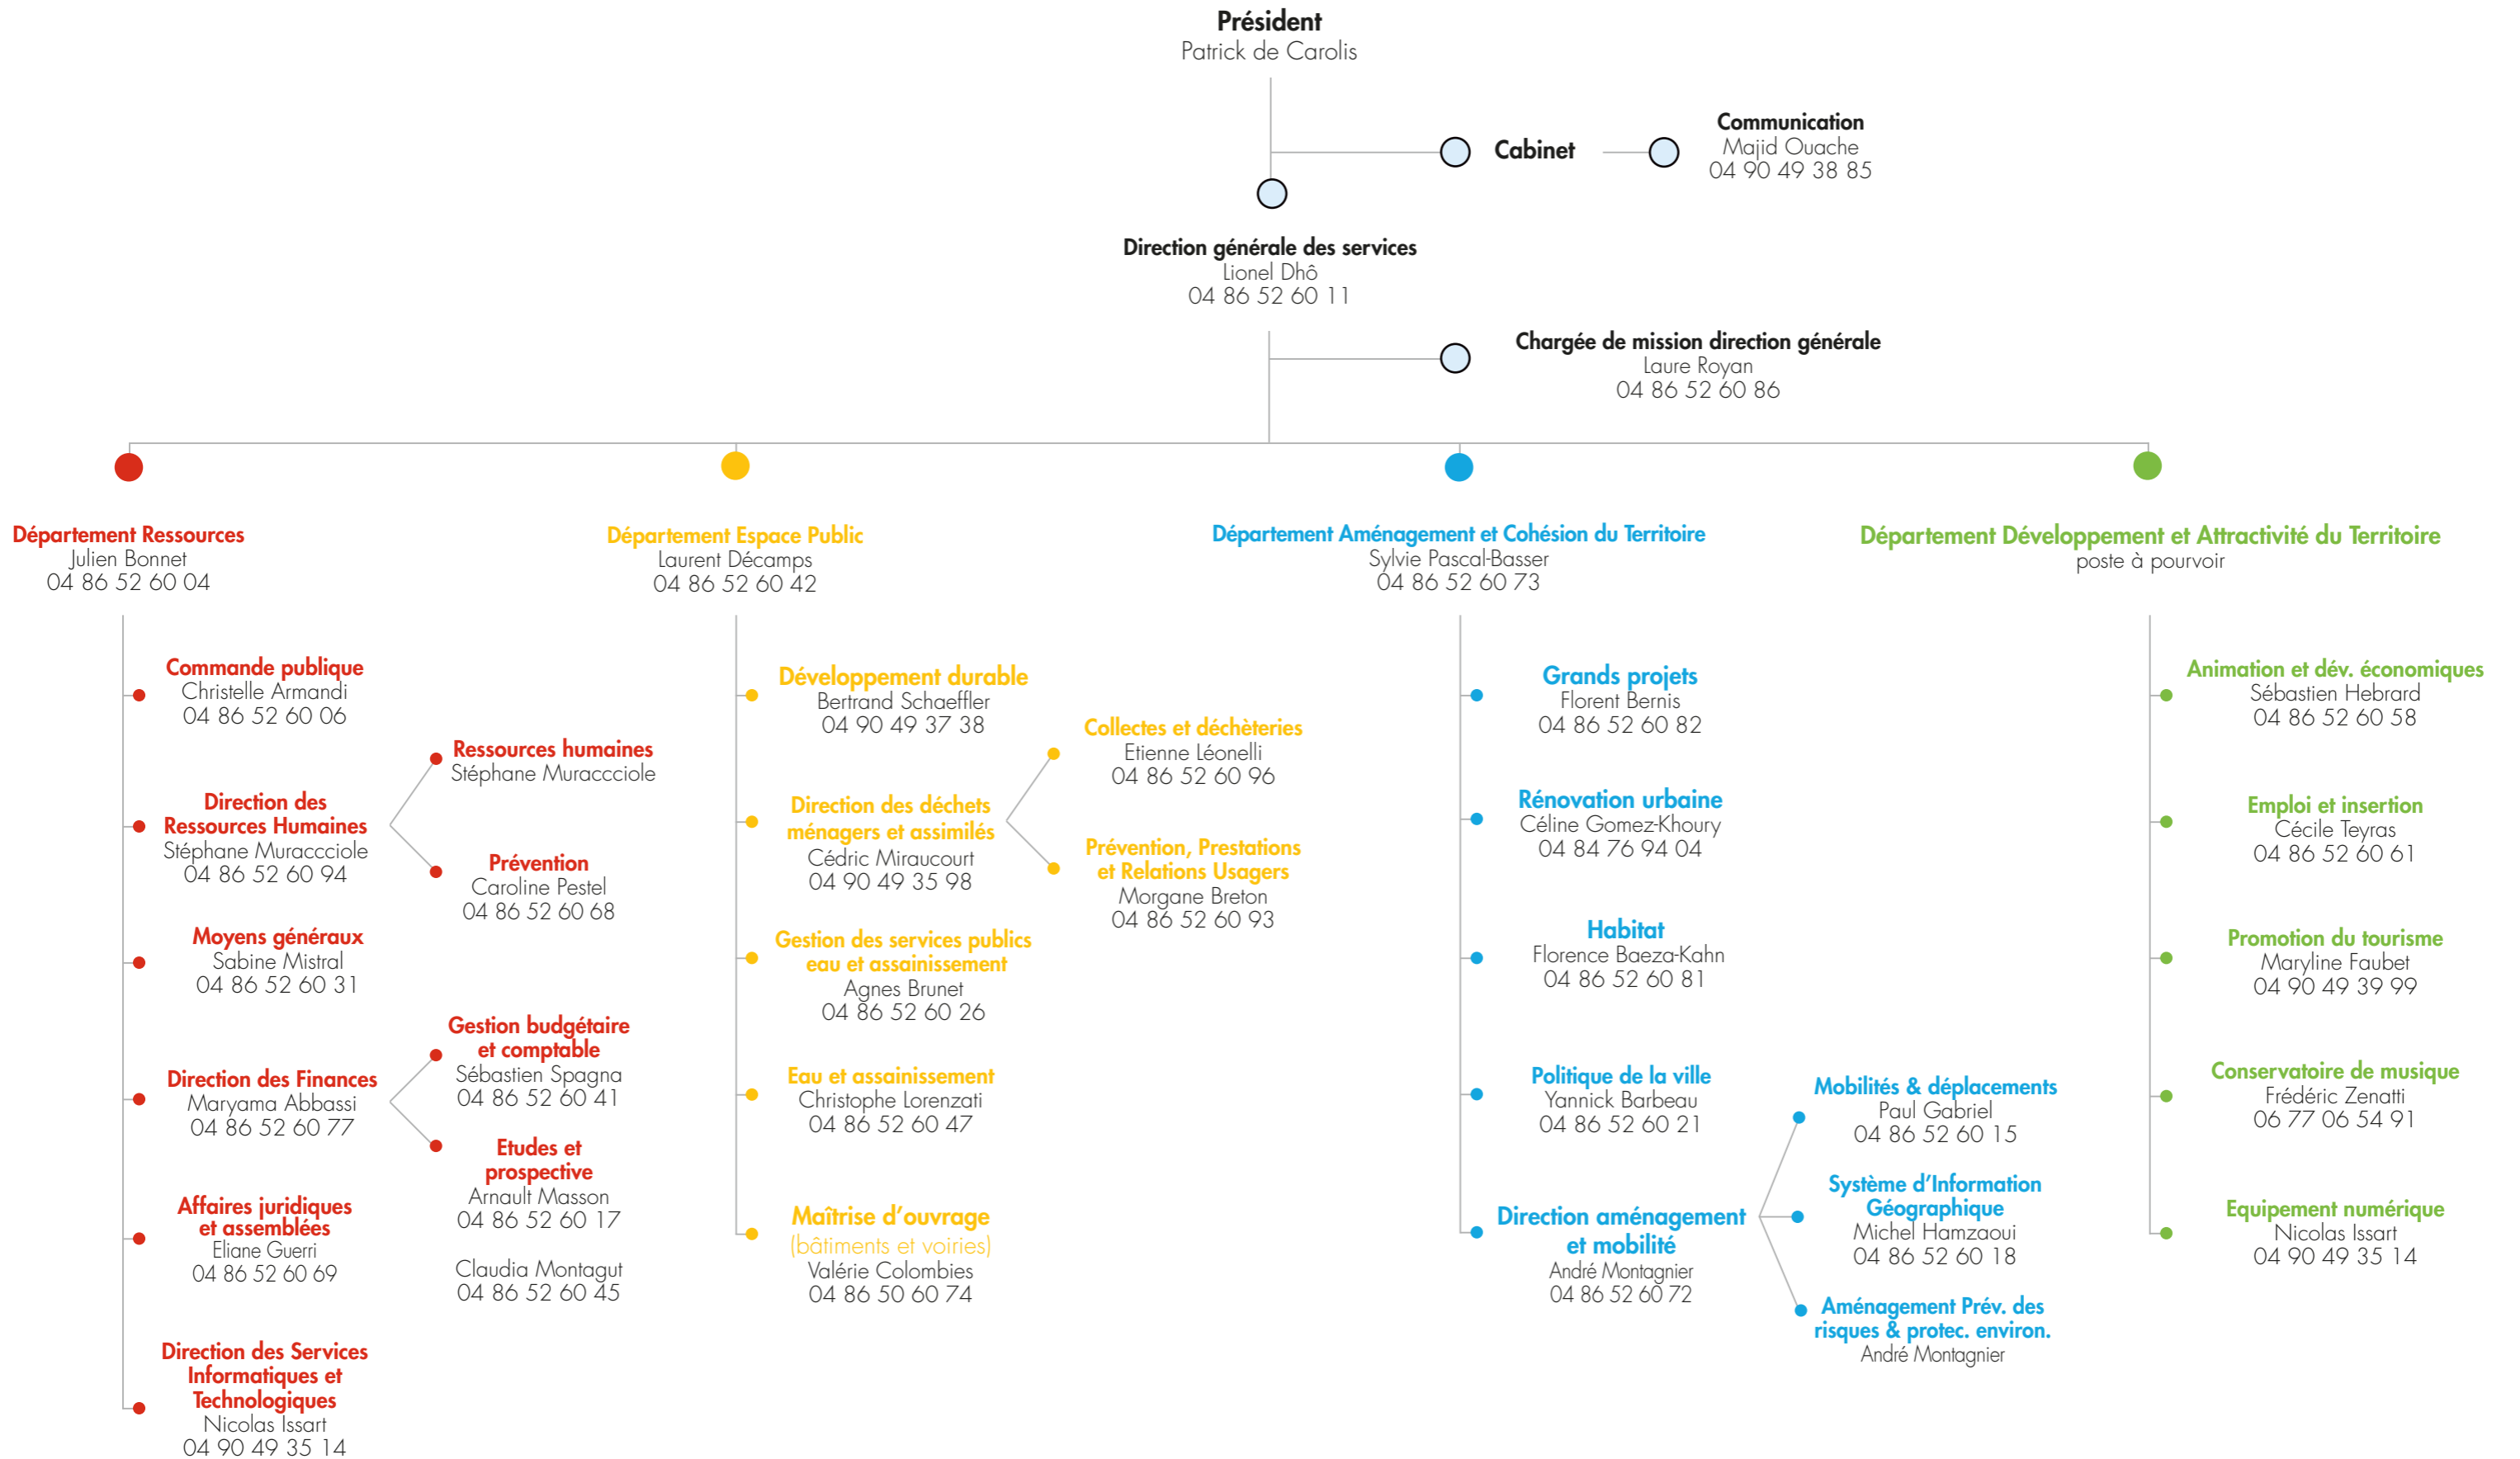 Président
Patrick de Carolis
Cabinet
Communication
Majid Ouache
04 90 49 38 85
Direction générale des services
Lionel Dhô
04 86 52 60 11
Chargée de mission direction générale
Laure Royan
04 86 52 60 86
Département Ressources
Julien Bonnet
04 86 52 60 04
Commande publique
Christelle Armandi
04 86 52 60 06
Direction des
Ressources Humaines
Stéphane Muraccciole
04 86 52 60 94
Ressources humaines
Stéphane Muraccciole
Prévention
Caroline Pestel
04 86 52 60 68
Moyens généraux
Sabine Mistral
04 86 52 60 31
Direction des Finances
Maryama Abbassi
04 86 52 60 77
Gestion budgétaire
et comptable
Sébastien Spagna
04 86 52 60 41
Etudes et
prospective
Arnault Masson
04 86 52 60 17
Claudia Montagut
04 86 52 60 45
Affaires juridiques
et assemblées
Eliane Guerri
04 86 52 60 69
Direction des Services
Informatiques et
Technologiques
Nicolas Issart
04 90 49 35 14
Département Espace Public
Laurent Décamps
04 86 52 60 42
Développement durable
Bertrand Schaeffler
04 90 49 37 38
Direction des déchets
ménagers et assimilés
Cédric Miraucourt
04 90 49 35 98
Collectes et déchèteries
Etienne Léonelli
04 86 52 60 96
Prévention, Prestations
et Relations Usagers
Morgane Breton
04 86 52 60 93
Gestion des services publics
eau et assainissement
Agnes Brunet
04 86 52 60 26
Eau et assainissement
Christophe Lorenzati
04 86 52 60 47
Maîtrise d’ouvrage
(bâtiments et voiries)
Valérie Colombies
04 86 50 60 74
Département Aménagement et Cohésion du Territoire
Sylvie Pascal-Basser
04 86 52 60 73
Grands projets
Florent Bernis
04 86 52 60 82
Rénovation urbaine
Céline Gomez-Khoury
04 84 76 94 04
Habitat
Florence Baeza-Kahn
04 86 52 60 81
Politique de la ville
Yannick Barbeau
04 86 52 60 21
Direction aménagement
et mobilité
André Montagnier
04 86 52 60 72
Mobilités & déplacements
Paul Gabriel
04 86 52 60 15
Système d’Information
Géographique
Michel Hamzaoui
04 86 52 60 18
Aménagement Prév. des
risques & protec. environ.
André Montagnier
Département Développement et Attractivité du Territoire
poste à pourvoir
Animation et dév. économiques
Sébastien Hebrard
04 86 52 60 58
Emploi et insertion
Cécile Teyras
04 86 52 60 61
Promotion du tourisme
Maryline Faubet
04 90 49 39 99
Conservatoire de musique
Frédéric Zenatti
06 77 06 54 91
Equipement numérique
Nicolas Issart
04 90 49 35 14